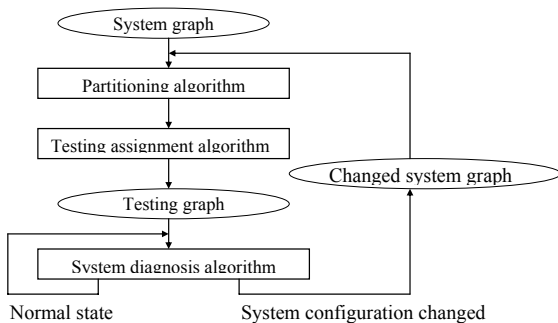 System graph
Partitioning algorithm
Testing assignment algorithm
Changed system graph
Testing graph
System diagnosis algorithm
Normal state
System configuration changed